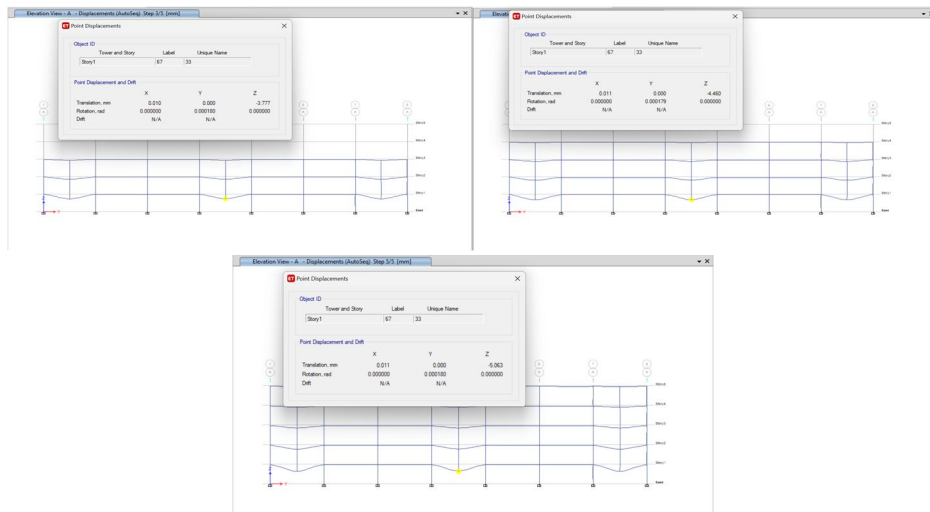 Elevation View - A - Displacements (AutoSeq) Step 3/5 [mm]
Point Displacements
Object ID
Tower and Story Label Unique Name
Story1 67 33
Point Displacement and Drift
X Y Z
Translation, mm 0.010 0.000 -3.777
Rotation, rad 0.000000 0.000180 0.000000
Drift N/A N/A
Point Displacements
Object ID
Tower and Story Label Unique Name
Story1 67 33
Point Displacement and Drift
X Y Z
Translation, mm 0.011 0.000 -4.460
Rotation, rad 0.000000 0.000179 0.000000
Drift N/A N/A
Elevation View - A - Displacements (AutoSeq) Step 5/5 [mm]
Point Displacements
Object ID
Tower and Story Label Unique Name
Story1 67 33
Point Displacement and Drift
X Y Z
Translation, mm 0.011 0.000 -5.063
Rotation, rad 0.000000 0.000180 0.000000
Drift N/A N/A